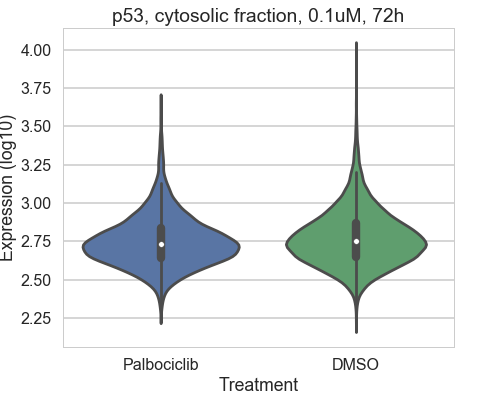 p53, cytosolic fraction, 0.1uM, 72h
Expression (log10)
4.00
3.75
3.50
3.25
3.00
2.75
2.50
2.25
Palbociclib DMSO
Treatment